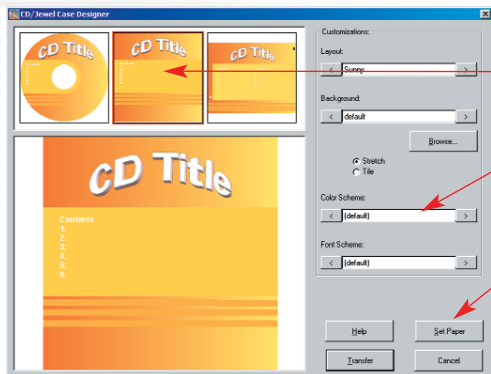 CD/Jewel Case Designer
CD Title
CD Title
CD Title
CD Title
Contents
1.
2.
3.
4.
5.
6.
Customizations:
Layout:
< Sunny >
Background:
< default >
Browse...
Stretch
Tile
Color Scheme:
< (default) >
Font Scheme:
< (default) >
Help
Set Paper
Transfer
Cancel